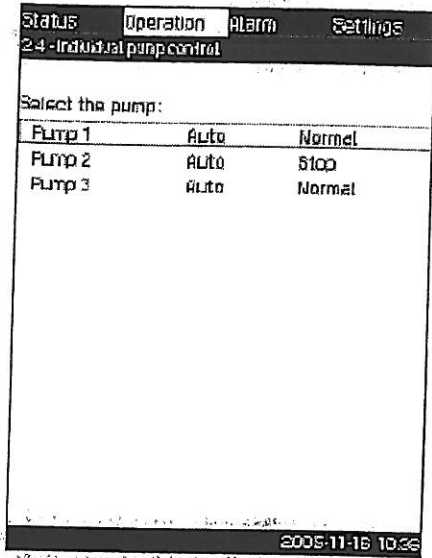 Status Operation Alarm Settings
2.4 - Individual pump control
Select the pump:
Pump 1 Auto Normal
Pump 2 Auto Stop
Pump 3 Auto Normal
2005-11-16 10:36